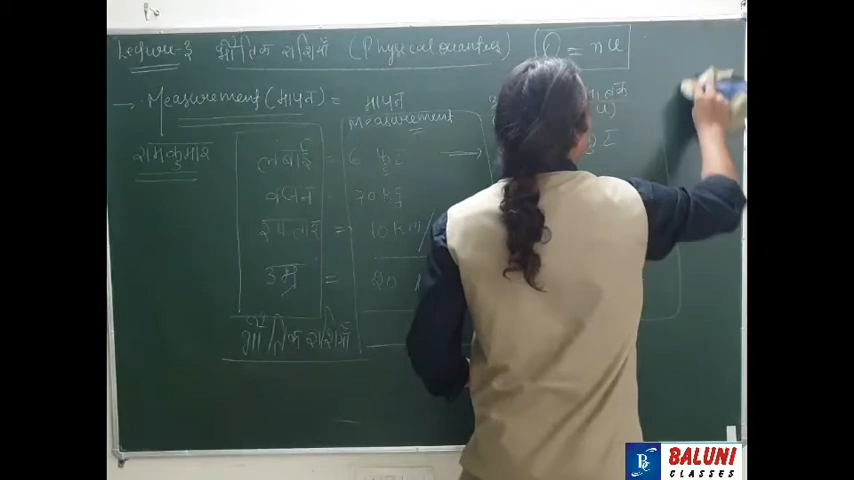 Lecture-3 भौतिक राशियाँ (Physical quantities) Q = nu
→ Measurement (मापन) = मापन
Measurement
रामकुमार लंबाई = 6 फुट →
वजन 70 kg
रफ्तार = 10 km/
उम्र = 20
भौतिक राशियाँ
BALUNI
CLASSES